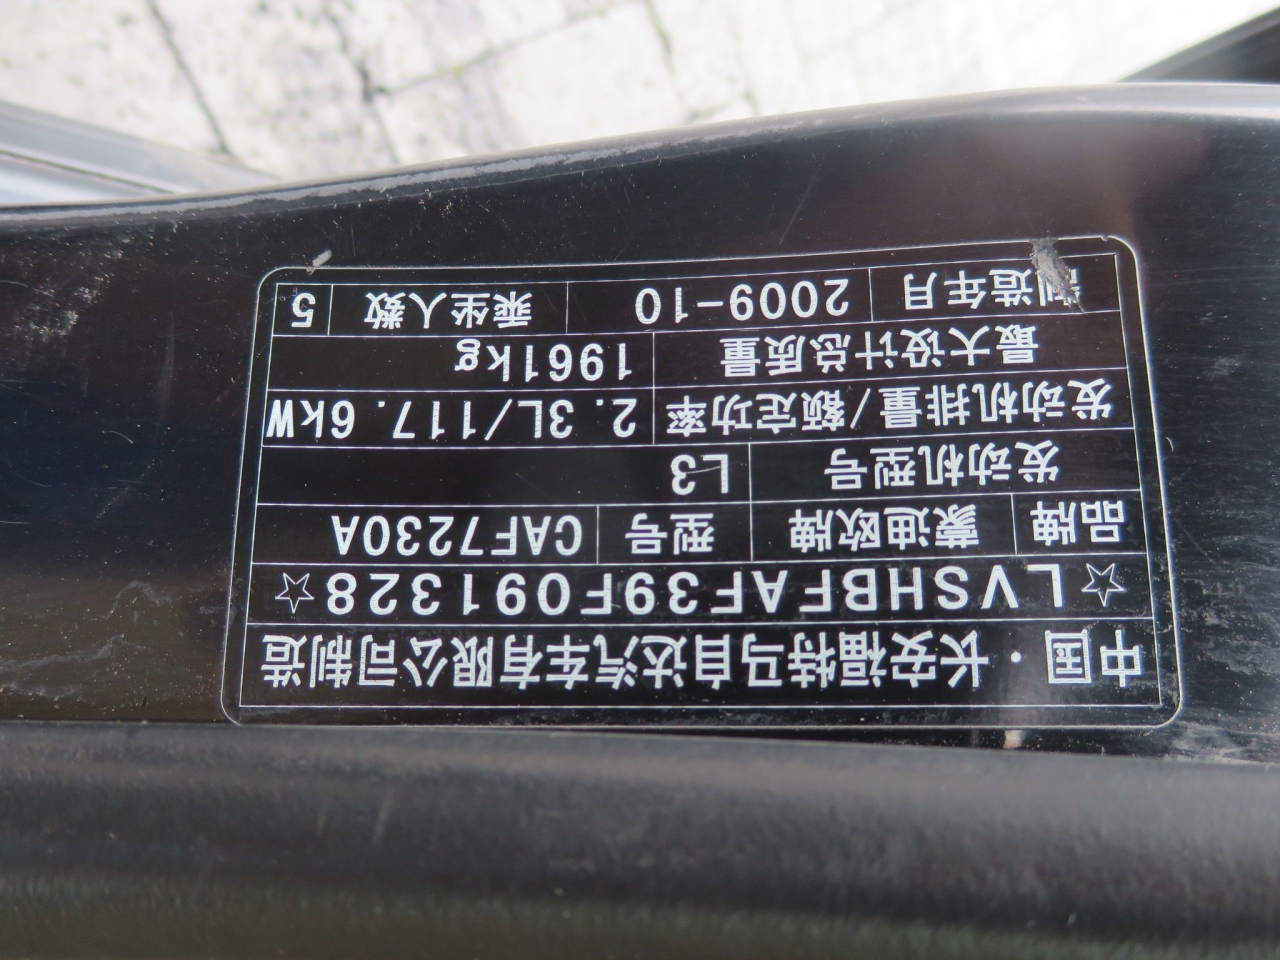 中国·长安福特马自达汽车有限公司制造
☆LVSHBFAF39F091328☆
品牌 蒙迪欧牌 型号 CAF7230A
发动机型号 L3
发动机排量/额定功率 2.3L/117.6kW
最大设计总质量 1961kg
制造年月 2009-10 乘坐人数 5